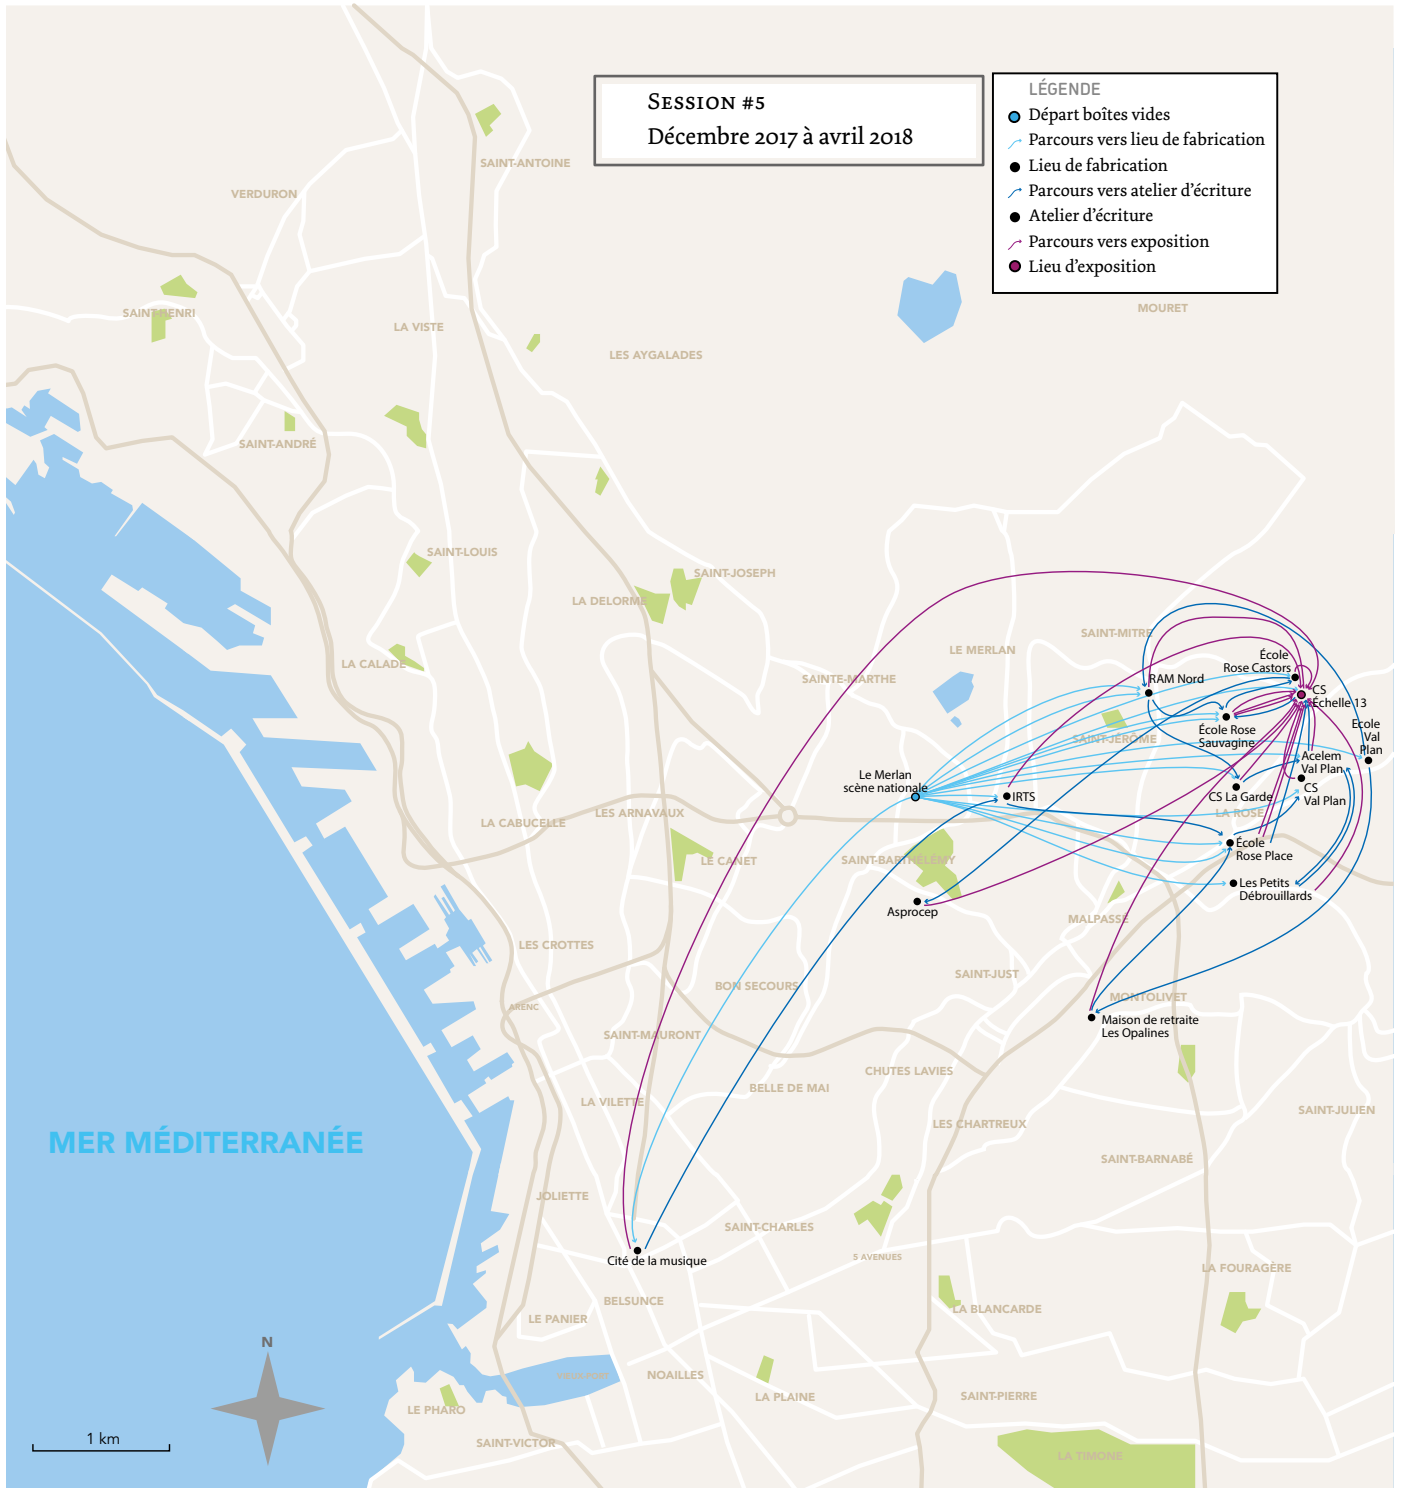 SESSION #5
Décembre 2017 à avril 2018
LÉGENDE
Départ boîtes vides
Parcours vers lieu de fabrication
Lieu de fabrication
Parcours vers atelier d'écriture
Atelier d'écriture
Parcours vers exposition
Lieu d'exposition
SAINT-ANTOINE
VERDURON
SAINT-HENRI
LA VISTE
MOURET
LES AYGALADES
SAINT-ANDRÉ
SAINT-LOUIS
SAINT-JOSEPH
LA DELORME
SAINT-MITRE
LE MERLAN
LA CALADE
SAINTE-MARTHE
École
Rose Castors
RAM Nord
CS
Échelle 13
École Rose
Sauvagine
École
Val
Plan
SAINT-JÉRÔME
Acelem
Val Plan
Le Merlan
scène nationale
IRTS
CS La Garde
CS
Val Plan
LA ROSE
LES ARNAVAUX
LA CABUCELLE
École
Rose Place
LE CANET
SAINT-BARTHÉLEMY
Les Petits
Débrouillards
Asprocep
MALPASSÉ
LES CROTTES
SAINT-JUST
BON SECOURS
MONTOLIVET
ARENC
Maison de retraite
Les Opalines
SAINT-MAURONT
CHUTES LAVIES
BELLE DE MAI
LA VILETTE
SAINT-JULIEN
LES CHARTREUX
MER MÉDITERRANÉE
SAINT-BARNABÉ
JOLIETTE
SAINT-CHARLES
5 AVENUES
Cité de la musique
LA FOURAGÈRE
BELSUNCE
LA BLANCARDE
LE PANIER
N
NOAILLES
LA PLAINE
SAINT-PIERRE
LE PHARO
1 km
SAINT-VICTOR
LA TIMONE